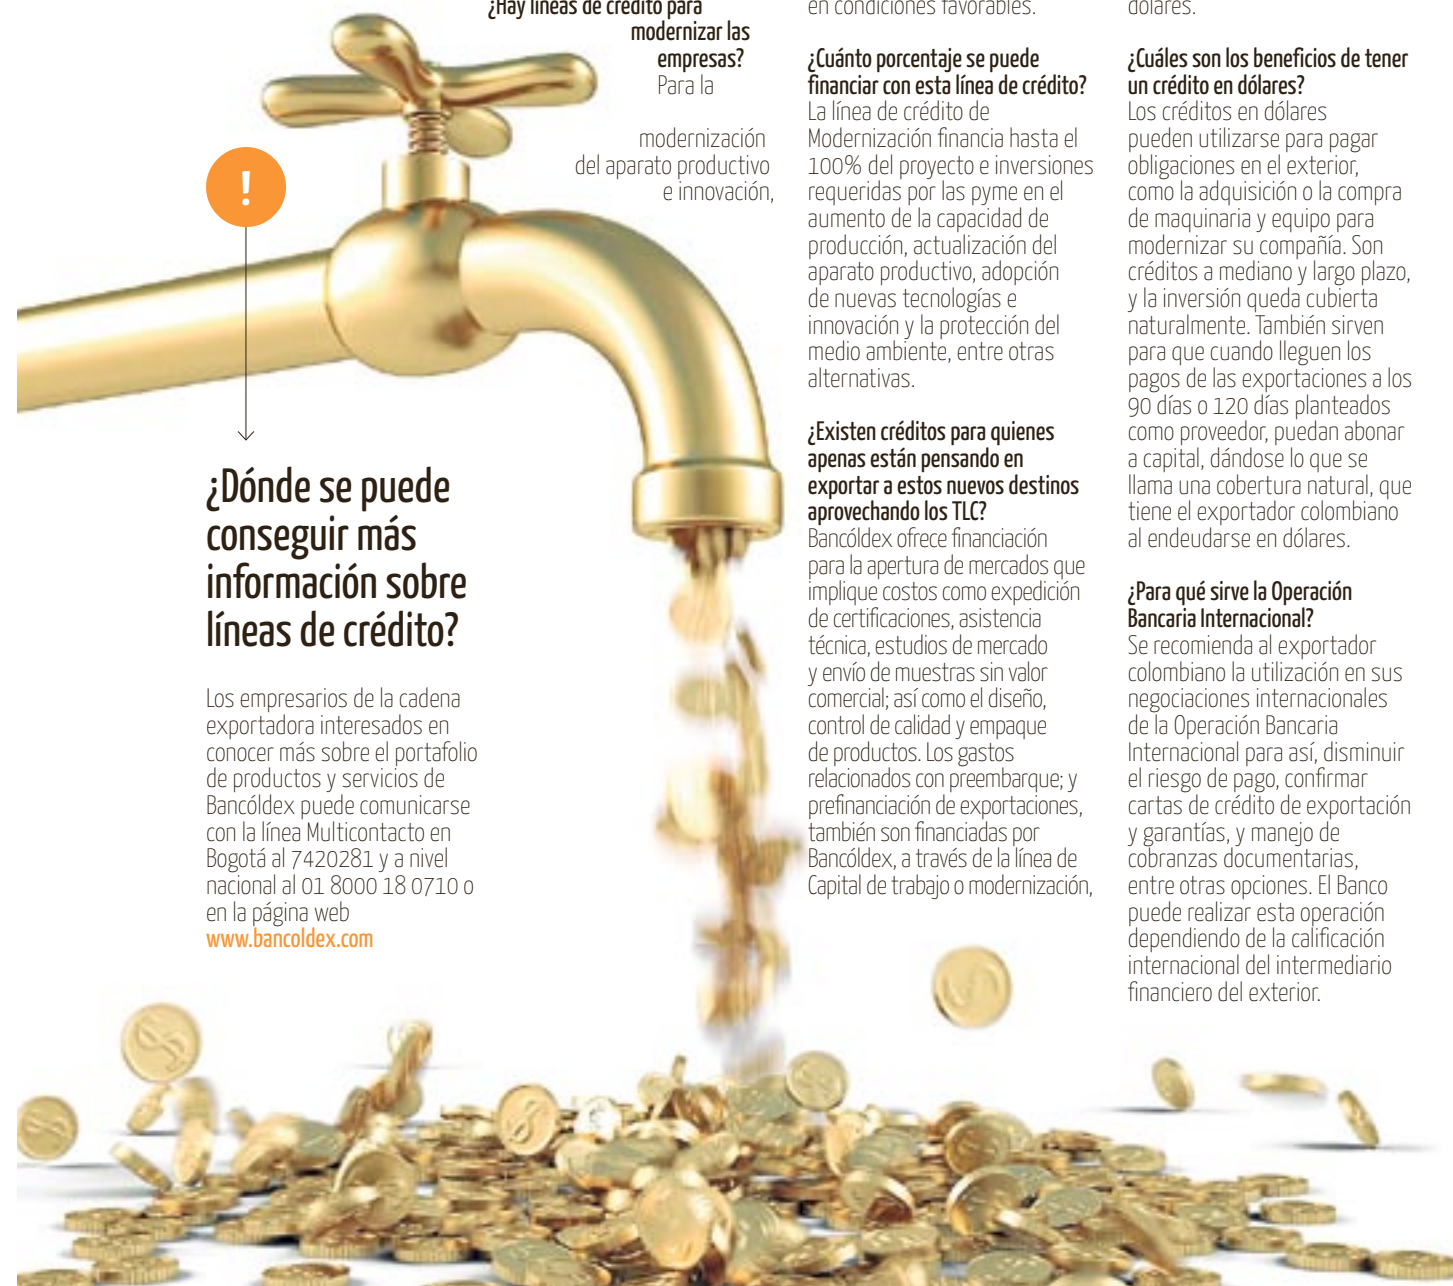 ¿Hay líneas de crédito para
modernizar las
empresas?
Para la
modernización
del aparato productivo
e innovación,
¿Dónde se puede
conseguir más
información sobre
líneas de crédito?
Los empresarios de la cadena
exportadora interesados en
conocer más sobre el portafolio
de productos y servicios de
Bancóldex puede comunicarse
con la línea Multicontacto en
Bogotá al 7420281 y a nivel
nacional al 01 8000 18 0710 o
en la página web
www.bancoldex.com
en condiciones favorables.
¿Cuánto porcentaje se puede
financiar con esta línea de crédito?
La línea de crédito de
Modernización financia hasta el
100% del proyecto e inversiones
requeridas por las pyme en el
aumento de la capacidad de
producción, actualización del
aparato productivo, adopción
de nuevas tecnologías e
innovación y la protección del
medio ambiente, entre otras
alternativas.
¿Existen créditos para quienes
apenas están pensando en
exportar a estos nuevos destinos
aprovechando los TLC?
Bancóldex ofrece financiación
para la apertura de mercados que
implique costos como expedición
de certificaciones, asistencia
técnica, estudios de mercado
y envío de muestras sin valor
comercial; así como el diseño,
control de calidad y empaque
de productos. Los gastos
relacionados con preembarque; y
prefinanciación de exportaciones,
también son financiadas por
Bancóldex, a través de la línea de
Capital de trabajo o modernización,
dólares.
¿Cuáles son los beneficios de tener
un crédito en dólares?
Los créditos en dólares
pueden utilizarse para pagar
obligaciones en el exterior,
como la adquisición o la compra
de maquinaria y equipo para
modernizar su compañía. Son
créditos a mediano y largo plazo,
y la inversión queda cubierta
naturalmente. También sirven
para que cuando lleguen los
pagos de las exportaciones a los
90 días o 120 días planteados
como proveedor, puedan abonar
a capital, dándose lo que se
llama una cobertura natural, que
tiene el exportador colombiano
al endeudarse en dólares.
¿Para qué sirve la Operación
Bancaria Internacional?
Se recomienda al exportador
colombiano la utilización en sus
negociaciones internacionales
de la Operación Bancaria
Internacional para así, disminuir
el riesgo de pago, confirmar
cartas de crédito de exportación
y garantías, y manejo de
cobranzas documentarias,
entre otras opciones. El Banco
puede realizar esta operación
dependiendo de la calificación
internacional del intermediario
financiero del exterior.